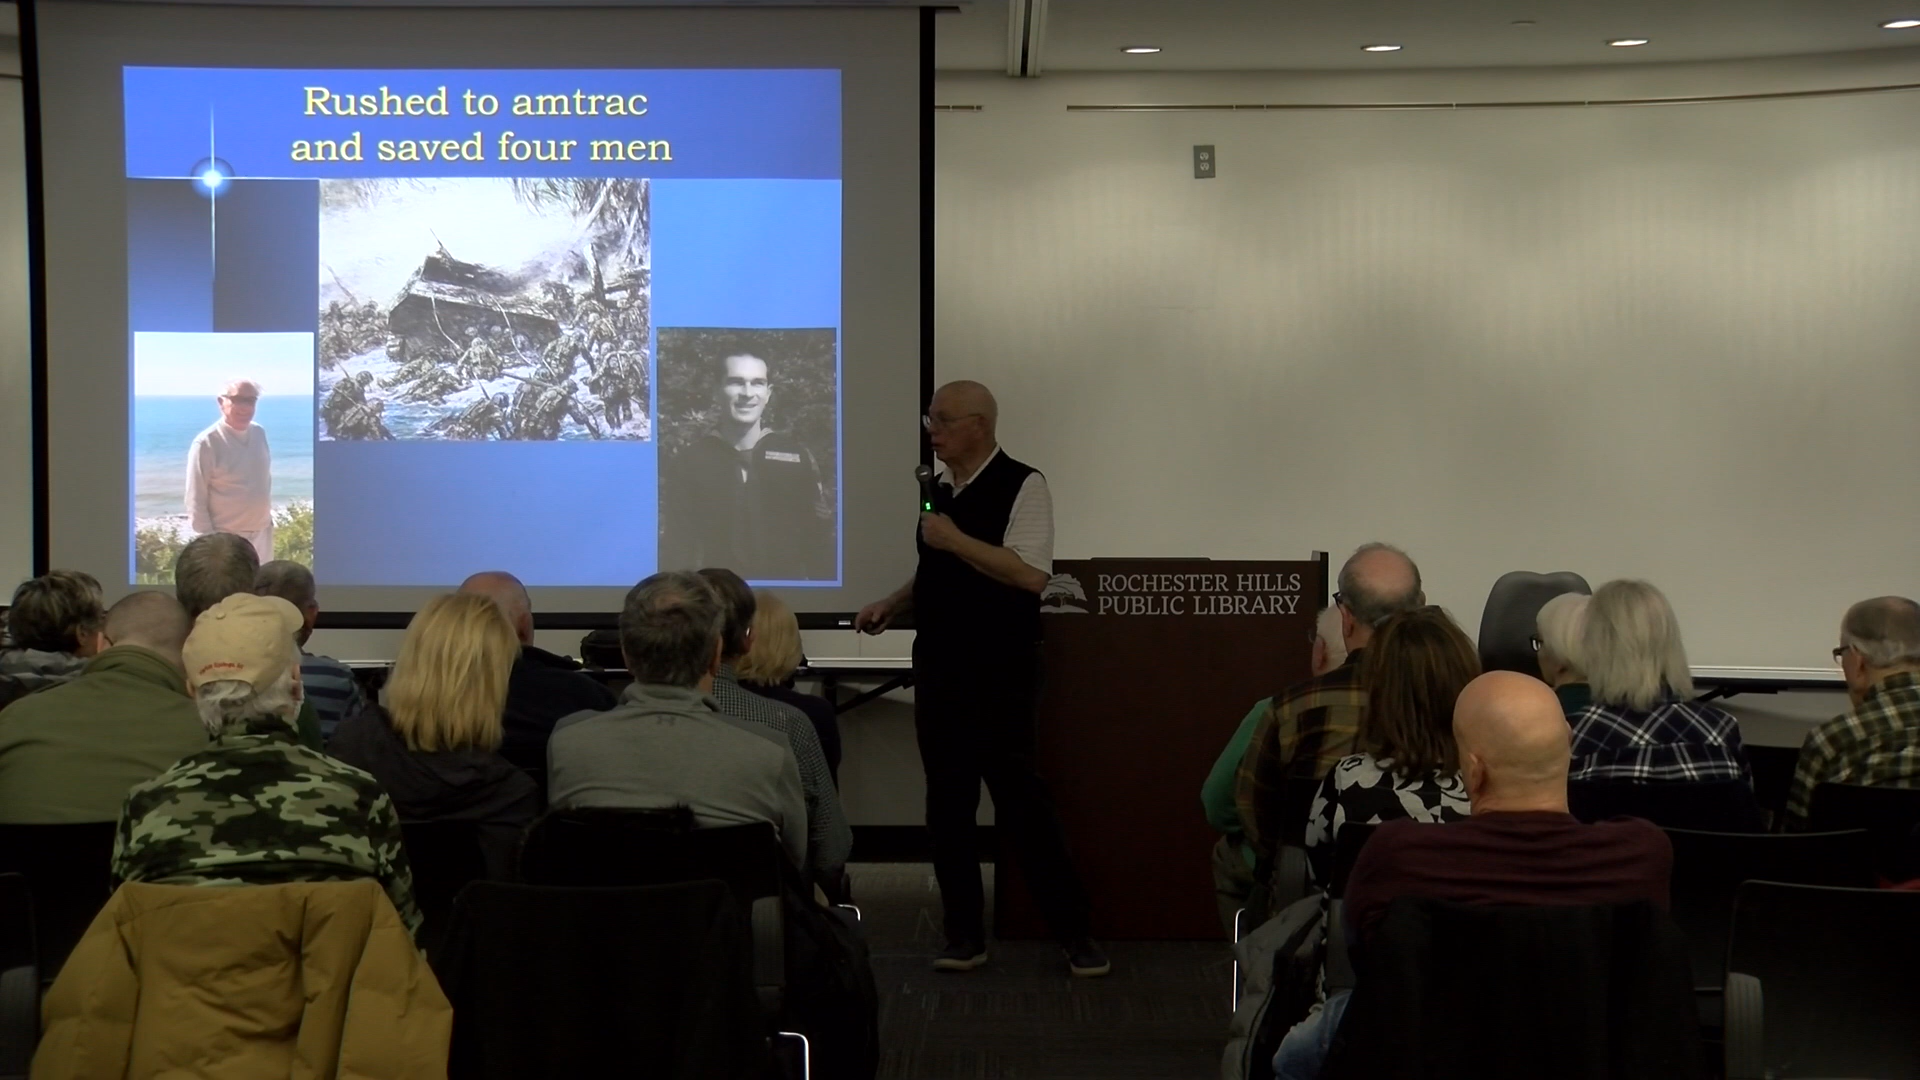 Rushed to amtrac
and saved four men
ROCHESTER HILLS
PUBLIC LIBRARY